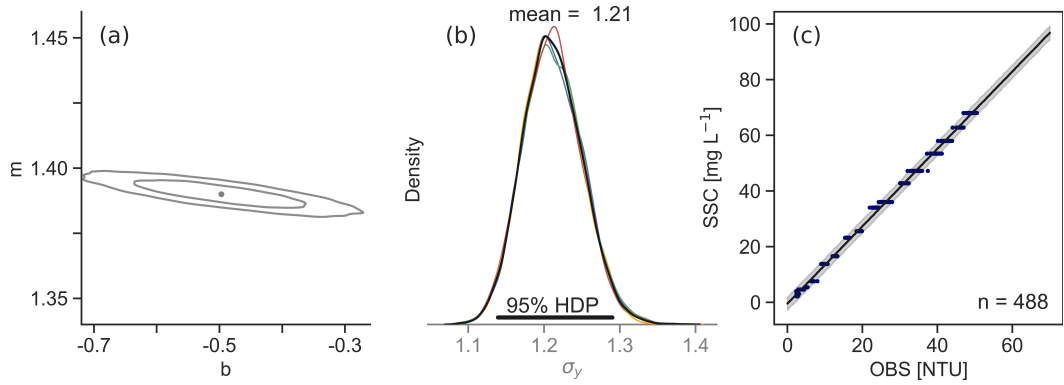 (a)
1.45
1.40
1.35
m
-0.7
-0.5
-0.3
b
(b)
mean = 1.21
Density
95% HDP
1.1
1.2
1.3
1.4
σy
(c)
100
80
60
40
20
0
SSC [mg L−1]
n = 488
0
20
40
60
OBS [NTU]